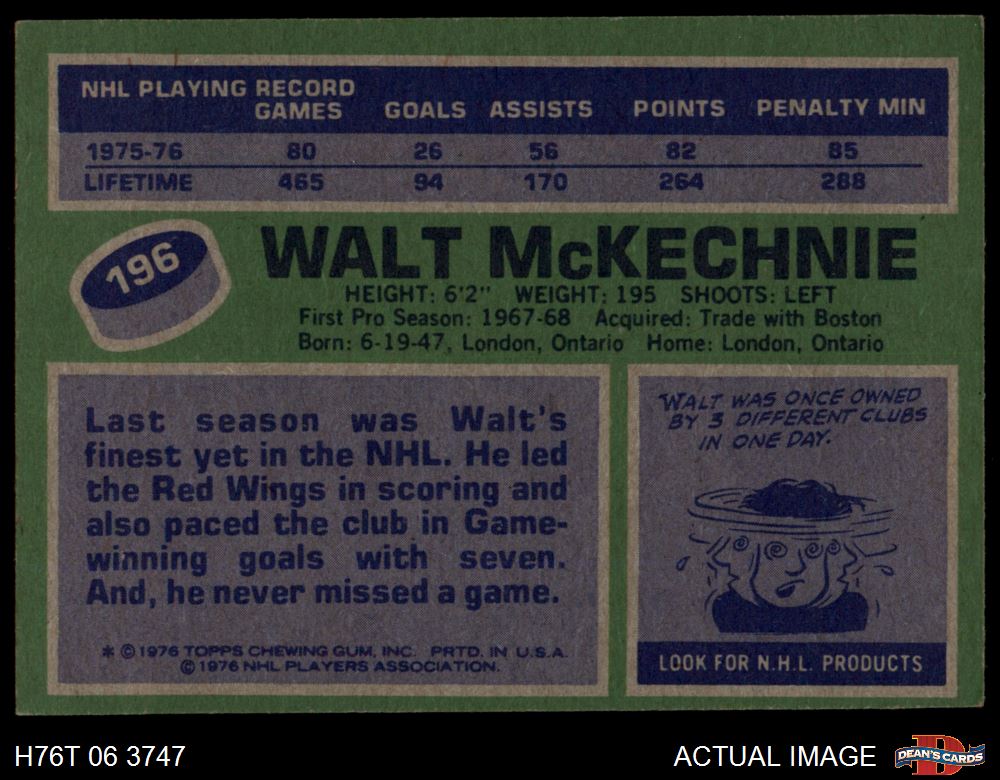 NHL PLAYING RECORD
GAMES GOALS ASSISTS POINTS PENALTY MIN
1975-76 80 26 56 82 85
LIFETIME 465 94 170 264 288
196
WALT McKECHNIE
HEIGHT: 6'2" WEIGHT: 195 SHOOTS: LEFT
First Pro Season: 1967-68 Acquired: Trade with Boston
Born: 6-19-47, London, Ontario Home: London, Ontario
Last season was Walt's
finest yet in the NHL. He led
the Red Wings in scoring and
also paced the club in Game-
winning goals with seven.
And, he never missed a game.
* © 1976 TOPPS CHEWING GUM, INC. PRTD. IN U.S.A.
© 1976 NHL PLAYERS ASSOCIATION.
WALT WAS ONCE OWNED
BY 3 DIFFERENT CLUBS
IN ONE DAY.
LOOK FOR N.H.L. PRODUCTS
H76T 06 3747
ACTUAL IMAGE
D
DEAN'S CARDS